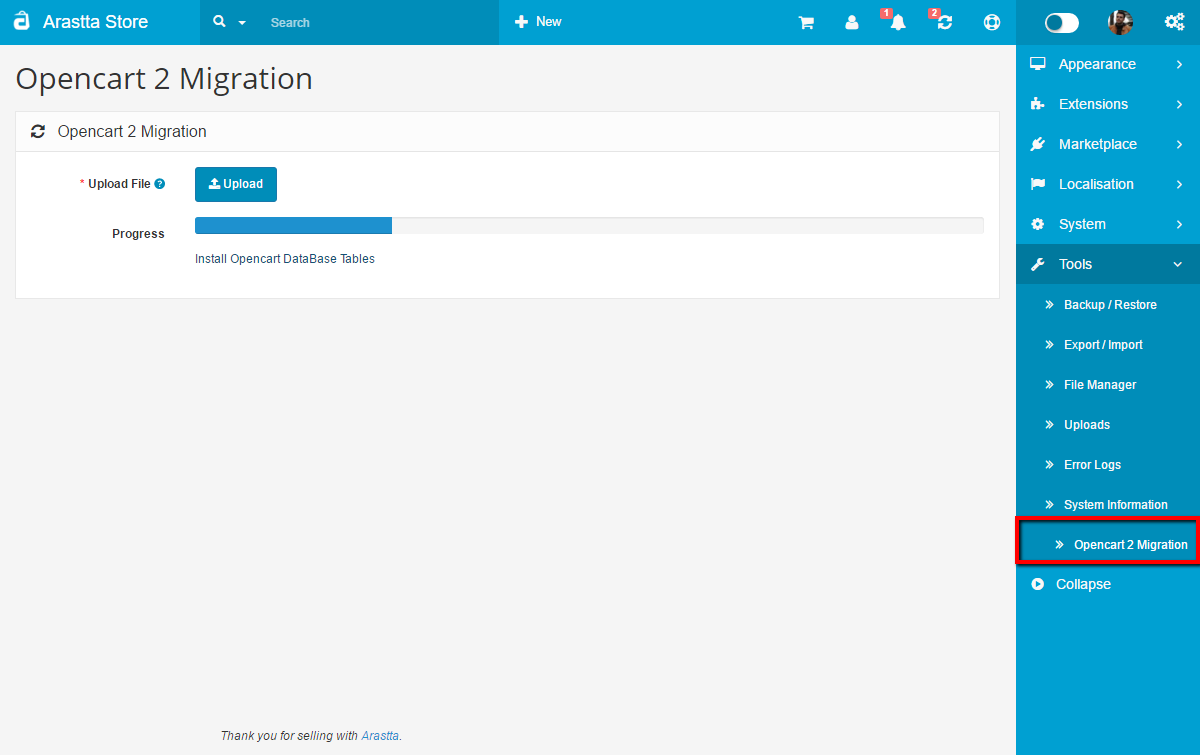 Arastta Store
Search
New
1
2
Opencart 2 Migration
Opencart 2 Migration
* Upload File ?
Upload
Progress
Install Opencart DataBase Tables
Thank you for selling with Arastta.
Appearance
Extensions
Marketplace
Localisation
System
Tools
Backup / Restore
Export / Import
File Manager
Uploads
Error Logs
System Information
Opencart 2 Migration
Collapse